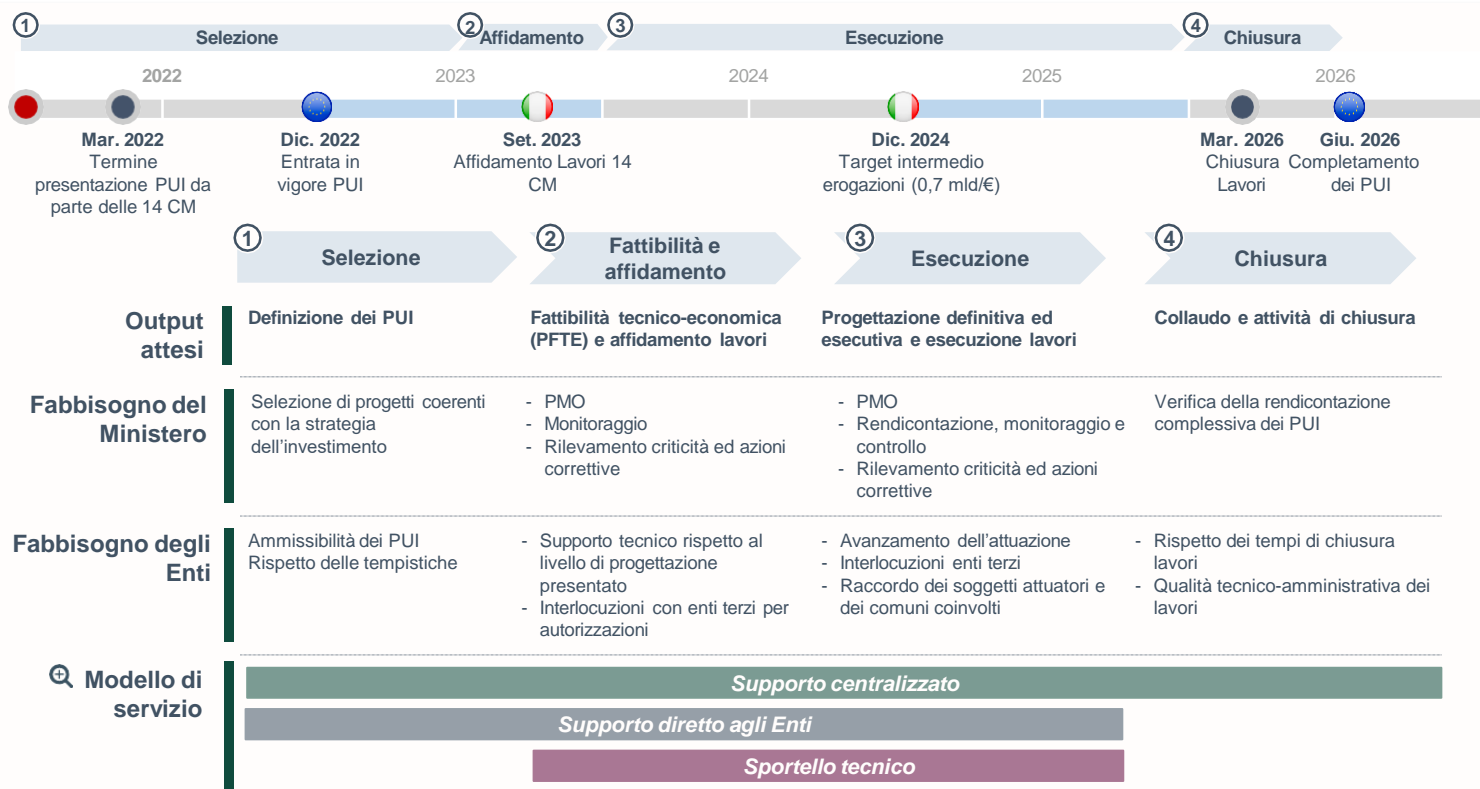 1
Selezione
2
Affidamento
3
Esecuzione
4
Chiusura
2022
2023
2024
2025
2026
Mar. 2022
Termine
presentazione PUI da
parte delle 14 CM
Dic. 2022
Entrata in
vigore PUI
Set. 2023
Affidamento Lavori 14
CM
Dic. 2024
Target intermedio
erogazioni (0,7 mld/€)
Mar. 2026
Chiusura
Lavori
Giu. 2026
Completamento
dei PUI
1
Selezione
2
Fattibilità e
affidamento
3
Esecuzione
4
Chiusura
Output
attesi
Definizione dei PUI
Fattibilità tecnico-economica
(PFTE) e affidamento lavori
Progettazione definitiva ed
esecutiva e esecuzione lavori
Collaudo e attività di chiusura
Fabbisogno del
Ministero
Selezione di progetti coerenti
con la strategia
dell'investimento
- PMO
- Monitoraggio
- Rilevamento criticità ed azioni
correttive
- PMO
- Rendicontazione, monitoraggio e
controllo
- Rilevamento criticità ed azioni
correttive
Verifica della rendicontazione
complessiva dei PUI
Fabbisogno degli
Enti
Ammissibilità dei PUI
Rispetto delle tempistiche
- Supporto tecnico rispetto al
livello di progettazione
presentato
- Interlocuzioni con enti terzi per
autorizzazioni
- Avanzamento dell'attuazione
- Interlocuzioni enti terzi
- Raccordo dei soggetti attuatori e
dei comuni coinvolti
- Rispetto dei tempi di chiusura
lavori
- Qualità tecnico-amministrativa dei
lavori
Modello di
servizio
Supporto centralizzato
Supporto diretto agli Enti
Sportello tecnico